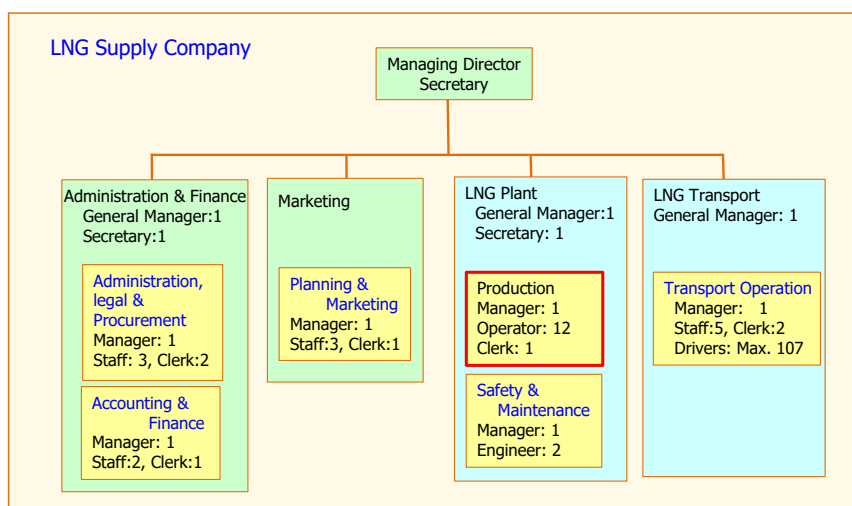 LNG Supply Company
Managing Director
Secretary
Administration & Finance
General Manager:1
Secretary:1
Administration,
legal &
Procurement
Manager: 1
Staff: 3, Clerk:2
Accounting &
Finance
Manager: 1
Staff:2, Clerk:1
Marketing
Planning &
Marketing
Manager: 1
Staff:3, Clerk:1
LNG Plant
General Manager:1
Secretary: 1
Production
Manager: 1
Operator: 12
Clerk: 1
Safety &
Maintenance
Manager: 1
Engineer: 2
LNG Transport
General Manager: 1
Transport Operation
Manager: 1
Staff:5, Clerk:2
Drivers: Max. 107